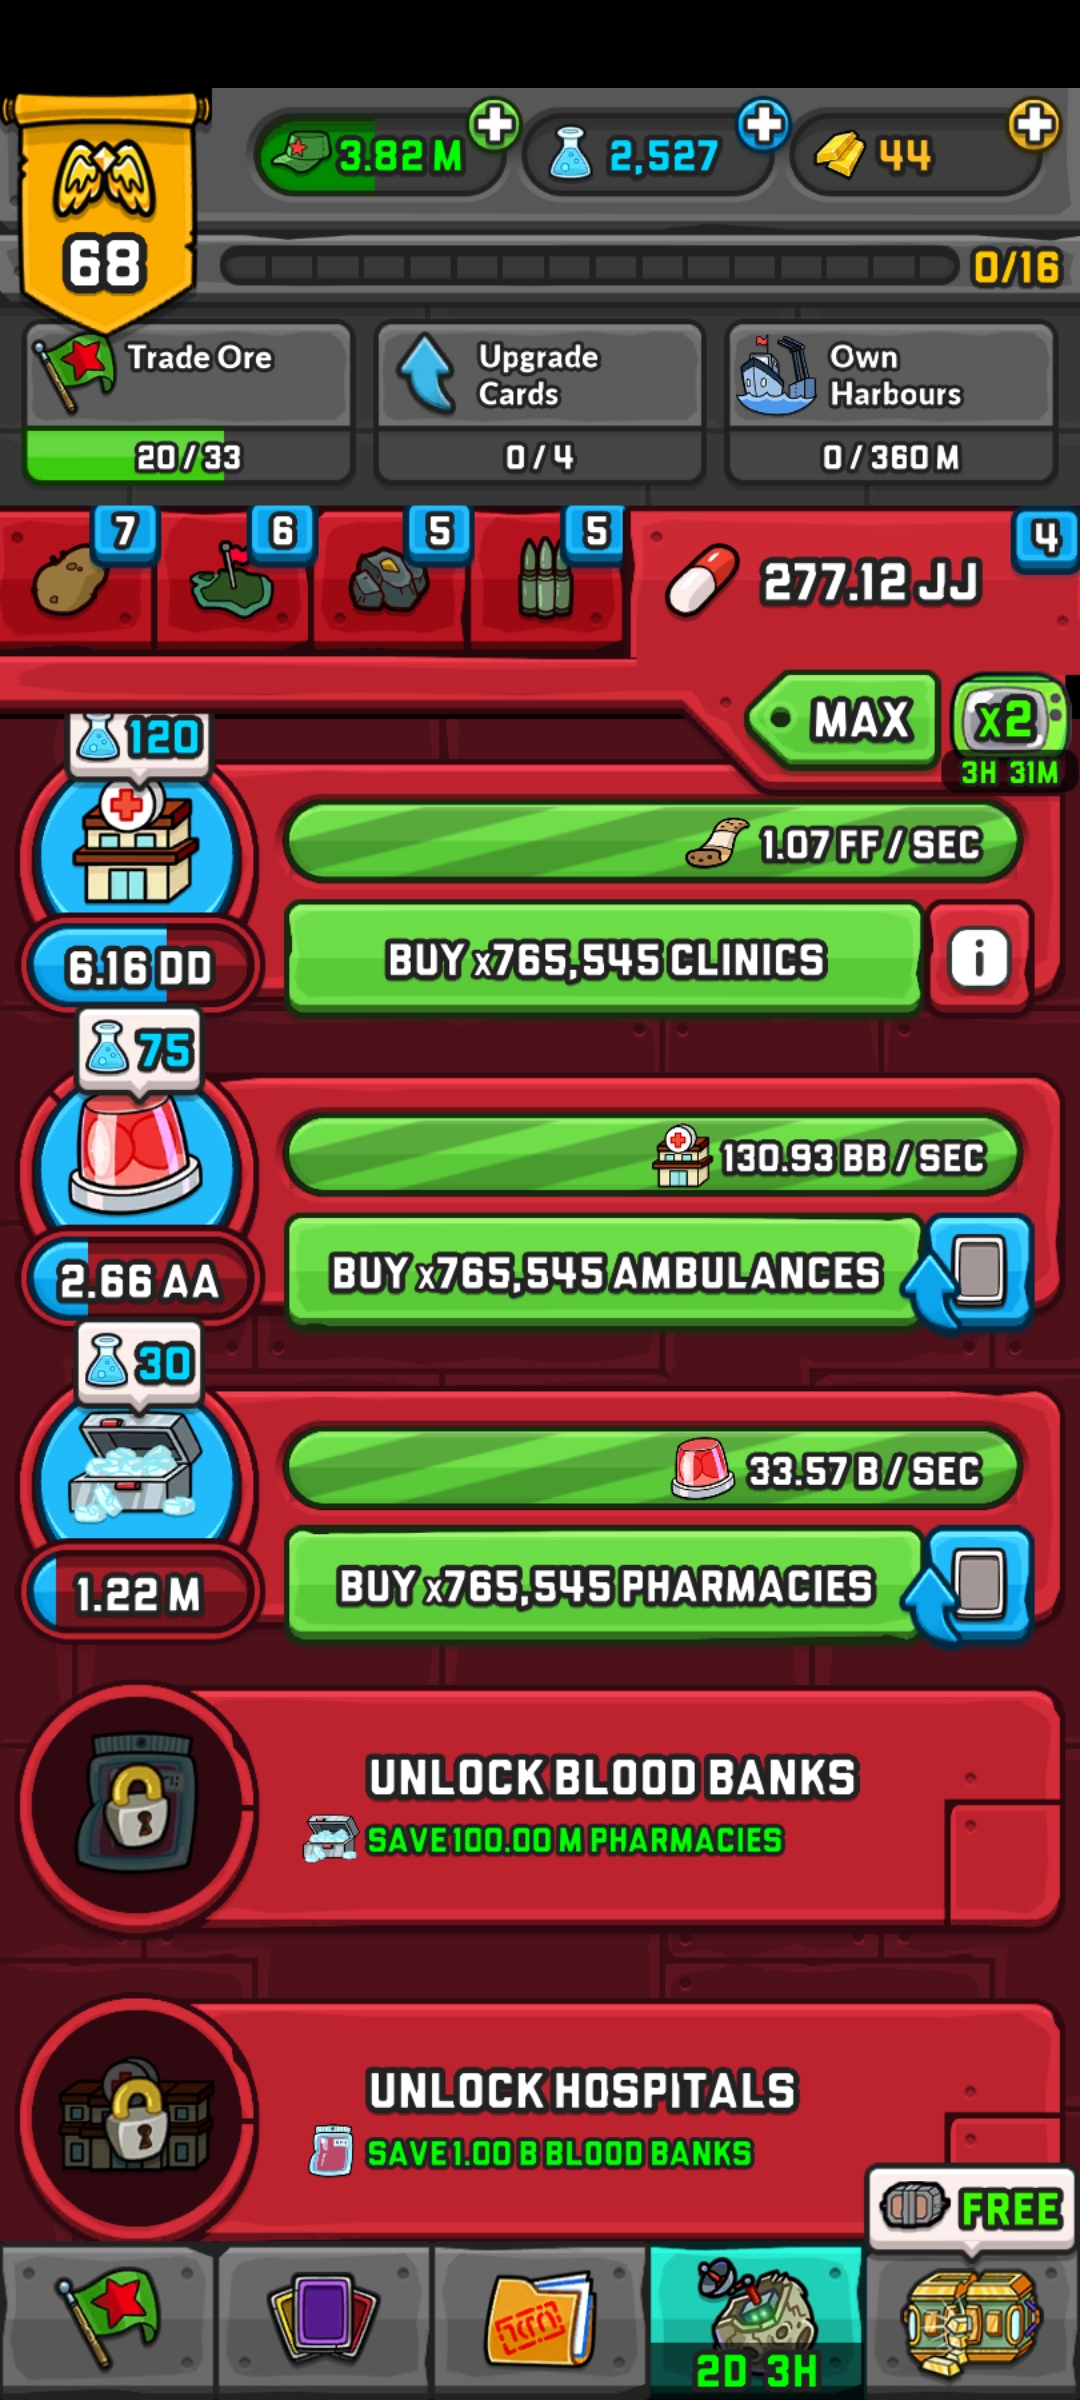 68
3.82 M
2,527
44
0/16
Trade Ore
20/33
Upgrade
Cards
0/4
Own
Harbours
0/360 M
7
6
5
5
277.12 JJ
4
MAX
x2
3H 31M
120
1.07 FF / SEC
6.16 DD
BUY x765,545 CLINICS
i
75
130.93 BB / SEC
2.66 AA
BUY x765,545 AMBULANCES
30
33.57 B / SEC
1.22 M
BUY x765,545 PHARMACIES
UNLOCK BLOOD BANKS
SAVE 100.00 M PHARMACIES
UNLOCK HOSPITALS
SAVE 1.00 B BLOOD BANKS
FREE
2D 3H